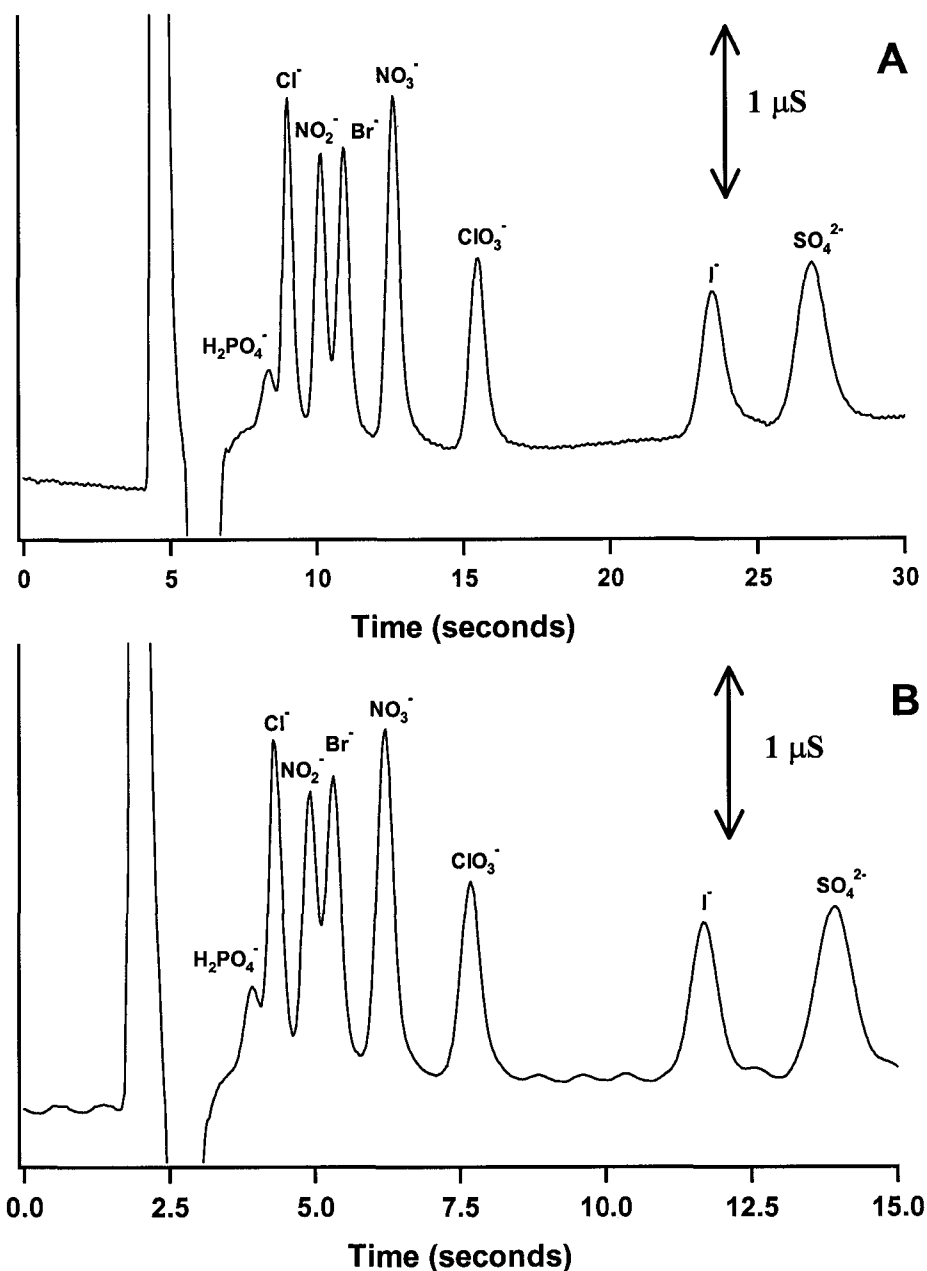 A
1 μS
Cl⁻
NO₂⁻ Br⁻
NO₃⁻
ClO₃⁻
I⁻
SO₄²⁻
H₂PO₄⁻
0 5 10 15 20 25 30
Time (seconds)
B
1 μS
Cl⁻
NO₂⁻
Br⁻
NO₃⁻
ClO₃⁻
I⁻
SO₄²⁻
H₂PO₄⁻
0.0 2.5 5.0 7.5 10.0 12.5 15.0
Time (seconds)